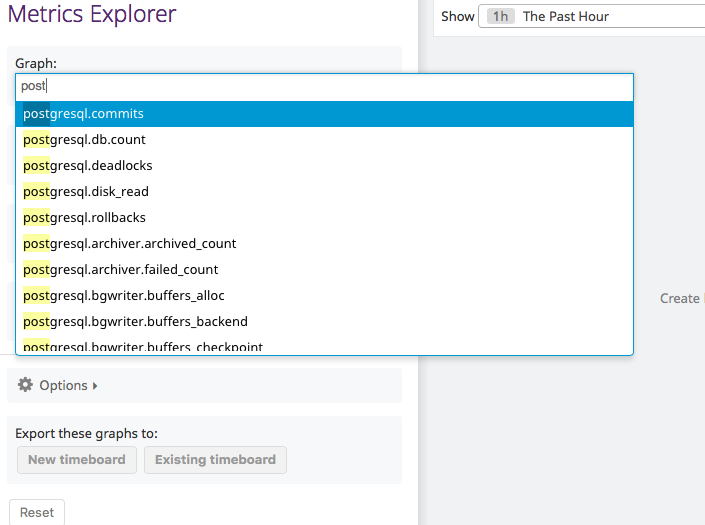 Metrics Explorer
Show 1h The Past Hour
Graph:
post
postgresql.commits
postgresql.db.count
postgresql.deadlocks
postgresql.disk_read
postgresql.rollbacks
postgresql.archiver.archived_count
postgresql.archiver.failed_count
postgresql.bgwriter.buffers_alloc
postgresql.bgwriter.buffers_backend
postgresql.bgwriter.buffers_checkpoint
Create
Options
Export these graphs to:
New timeboard Existing timeboard
Reset